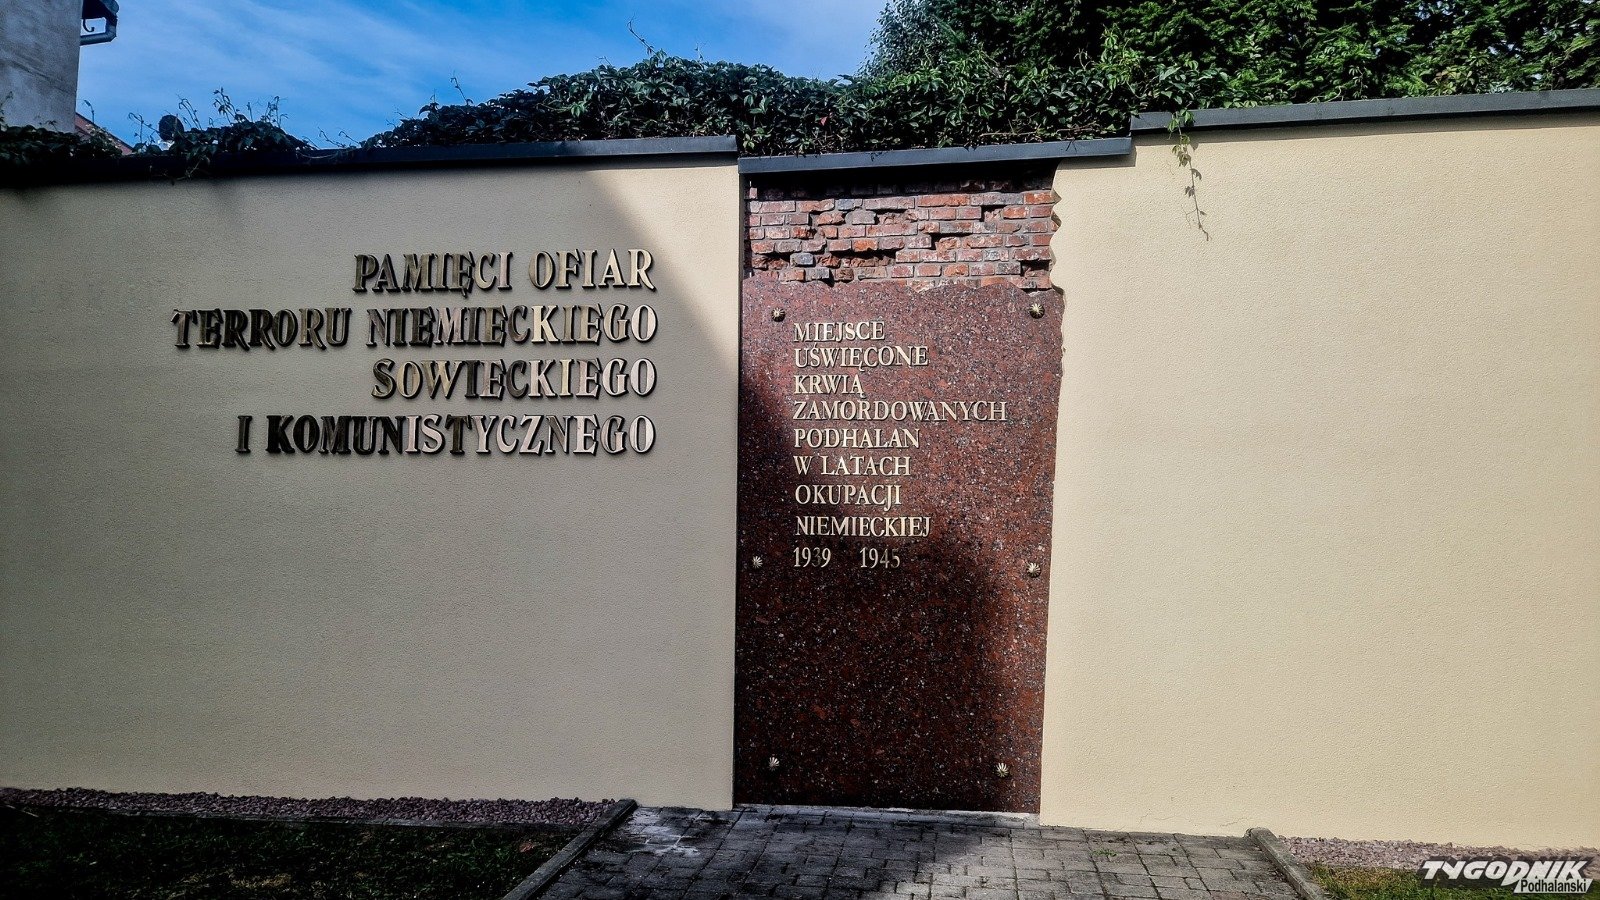 PAMIĘCI OFIAR
TERRORU NIEMIECKIEGO
SOWIECKIEGO
I KOMUNISTYCZNEGO
MIEJSCE
UŚWIĘCONE
KRWIĄ
ZAMORDOWANYCH
PODHALAN
W LATACH
OKUPACJI
NIEMIECKIEJ
1939 1945
TYGODNIK
Podhalański